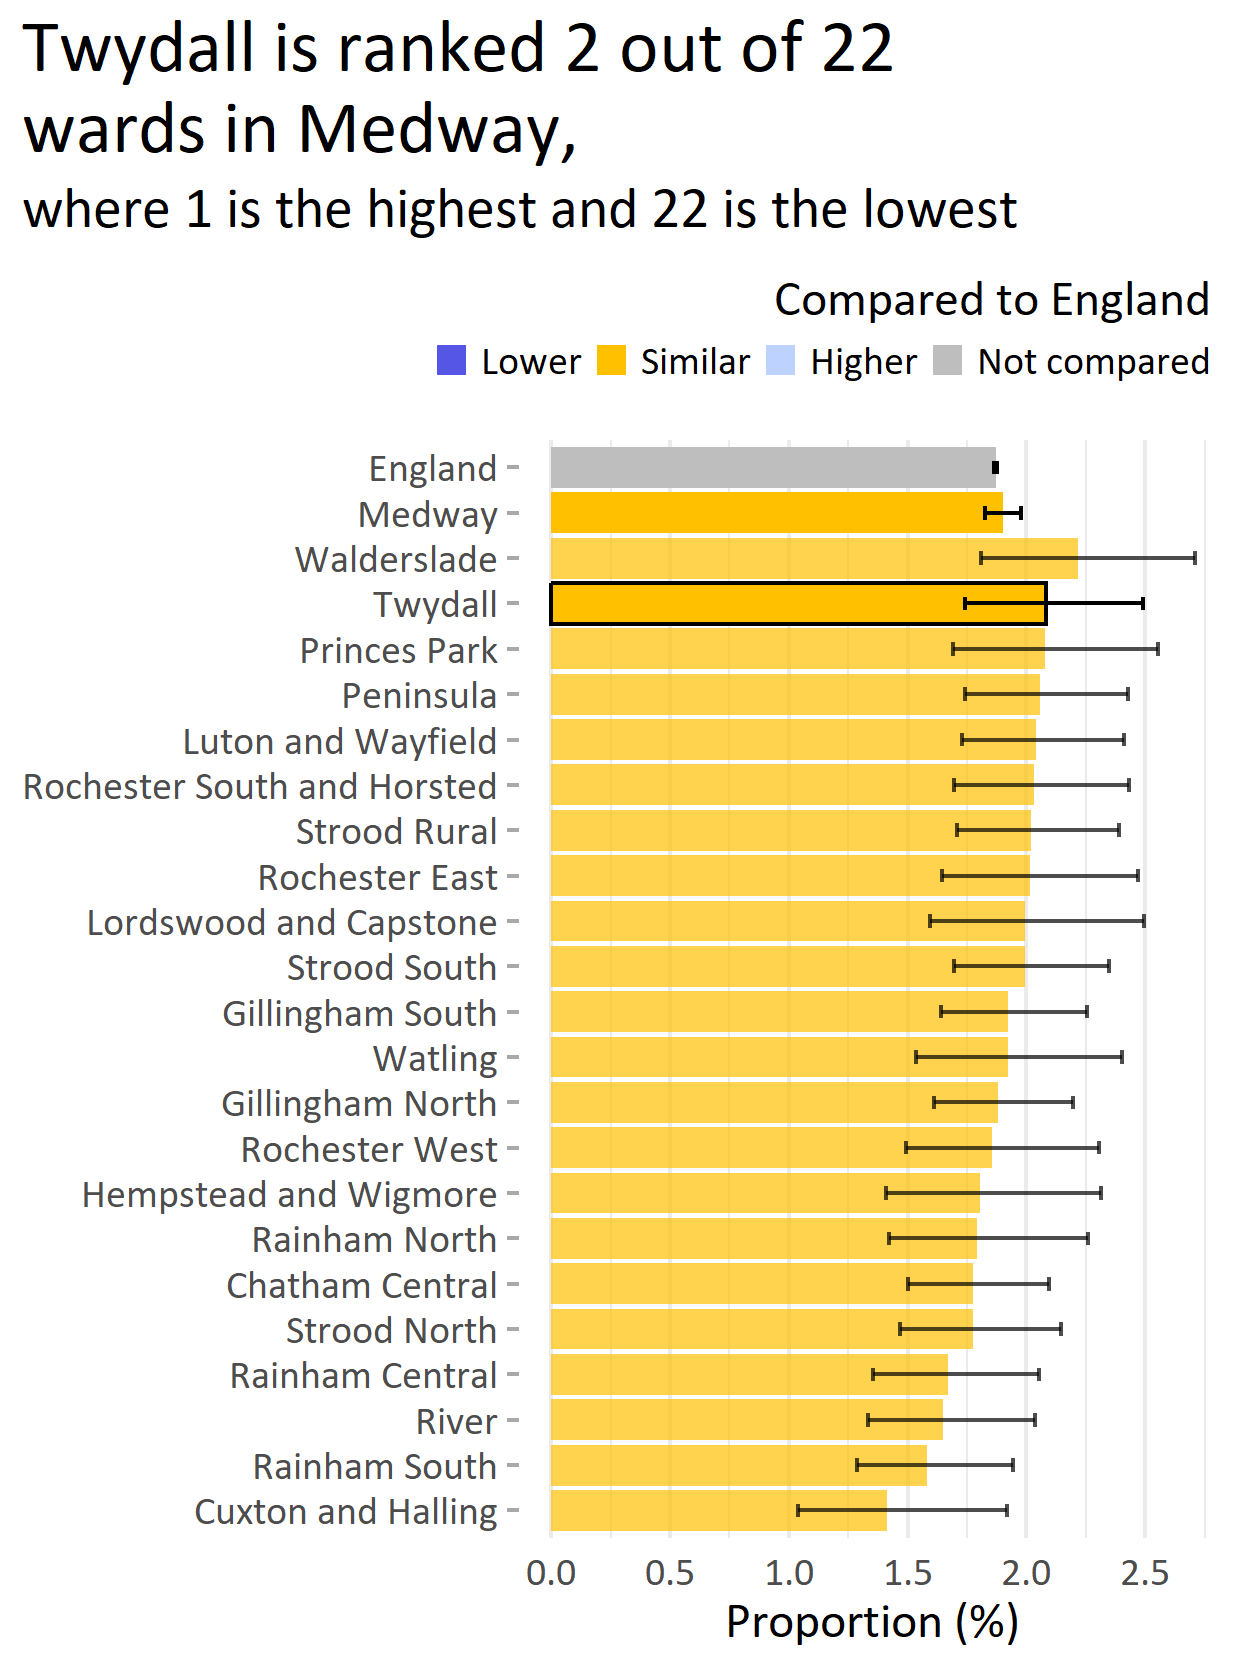 Twydall is ranked 2 out of 22
wards in Medway,
where 1 is the highest and 22 is the lowest
Compared to England
Lower Similar Higher Not compared
England
Medway
Walderslade
Twydall
Princes Park
Peninsula
Luton and Wayfield
Rochester South and Horsted
Strood Rural
Rochester East
Lordswood and Capstone
Strood South
Gillingham South
Watling
Gillingham North
Rochester West
Hempstead and Wigmore
Rainham North
Chatham Central
Strood North
Rainham Central
River
Rainham South
Cuxton and Halling
0.0 0.5 1.0 1.5 2.0 2.5
Proportion (%)